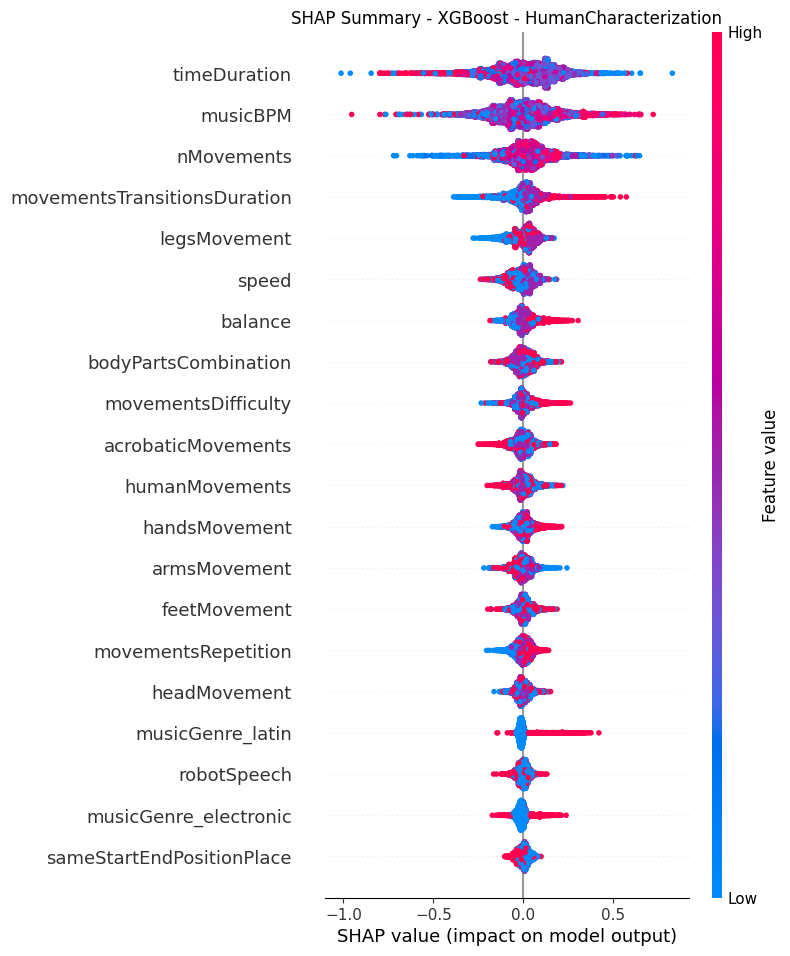 SHAP Summary - XGBoost - HumanCharacterization
High
timeDuration
musicBPM
nMovements
movementsTransitionsDuration
legsMovement
speed
balance
bodyPartsCombination
movementsDifficulty
acrobaticMovements
humanMovements
handsMovement
armsMovement
feetMovement
movementsRepetition
headMovement
musicGenre_latin
robotSpeech
musicGenre_electronic
sameStartEndPositionPlace
Feature value
Low
−1.0 −0.5 0.0 0.5
SHAP value (impact on model output)